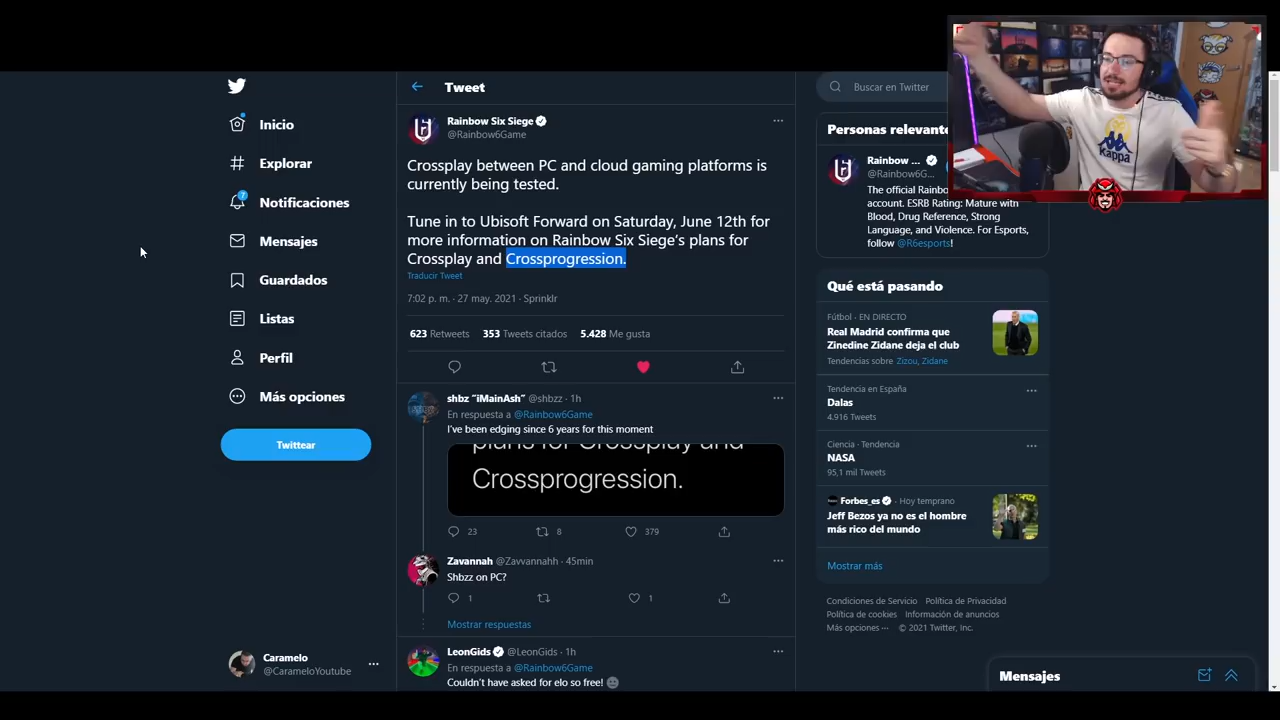 Inicio
Explorar
7
Notificaciones
Mensajes
Guardados
Listas
Perfil
Más opciones
Twittear
Caramelo
@CarameloYoutube
Tweet
Rainbow Six Siege
@Rainbow6Game
Crossplay between PC and cloud gaming platforms is
currently being tested.
Tune in to Ubisoft Forward on Saturday, June 12th for
more information on Rainbow Six Siege's plans for
Crossplay and Crossprogression.
Traducir Tweet
7:02 p. m. · 27 may. 2021 · Sprinklr
623 Retweets 353 Tweets citados 5.428 Me gusta
shbz “iMainAsh” @shbzz · 1h
En respuesta a @Rainbow6Game
I've been edging since 6 years for this moment
plans for Crossplay and
Crossprogression.
23 8 379
Zavannah @Zavvannahh · 45min
Shbzz on PC?
1 1
Mostrar respuestas
LeonGids @LeonGids · 1h
En respuesta a @Rainbow6Game
Couldn't have asked for elo so free!
Buscar en Twitter
Personas relevante
Rainbow ...
@Rainbow6G...
The official Rainbo
account. ESRB Rating: Mature with
Blood, Drug Reference, Strong
Language, and Violence. For Esports,
follow @R6esports!
Qué está pasando
Fútbol · EN DIRECTO
Real Madrid confirma que
Zinedine Zidane deja el club
Tendencias sobre Zizou, Zidane
Tendencia en España
Dalas
4.916 Tweets
Ciencia · Tendencia
NASA
95,1 mil Tweets
Forbes_es · Hoy temprano
Jeff Bezos ya no es el hombre
más rico del mundo
Mostrar más
Condiciones de Servicio Política de Privacidad
Política de cookies Información de anuncios
Más opciones ··· © 2021 Twitter, Inc.
Mensajes
Kappa